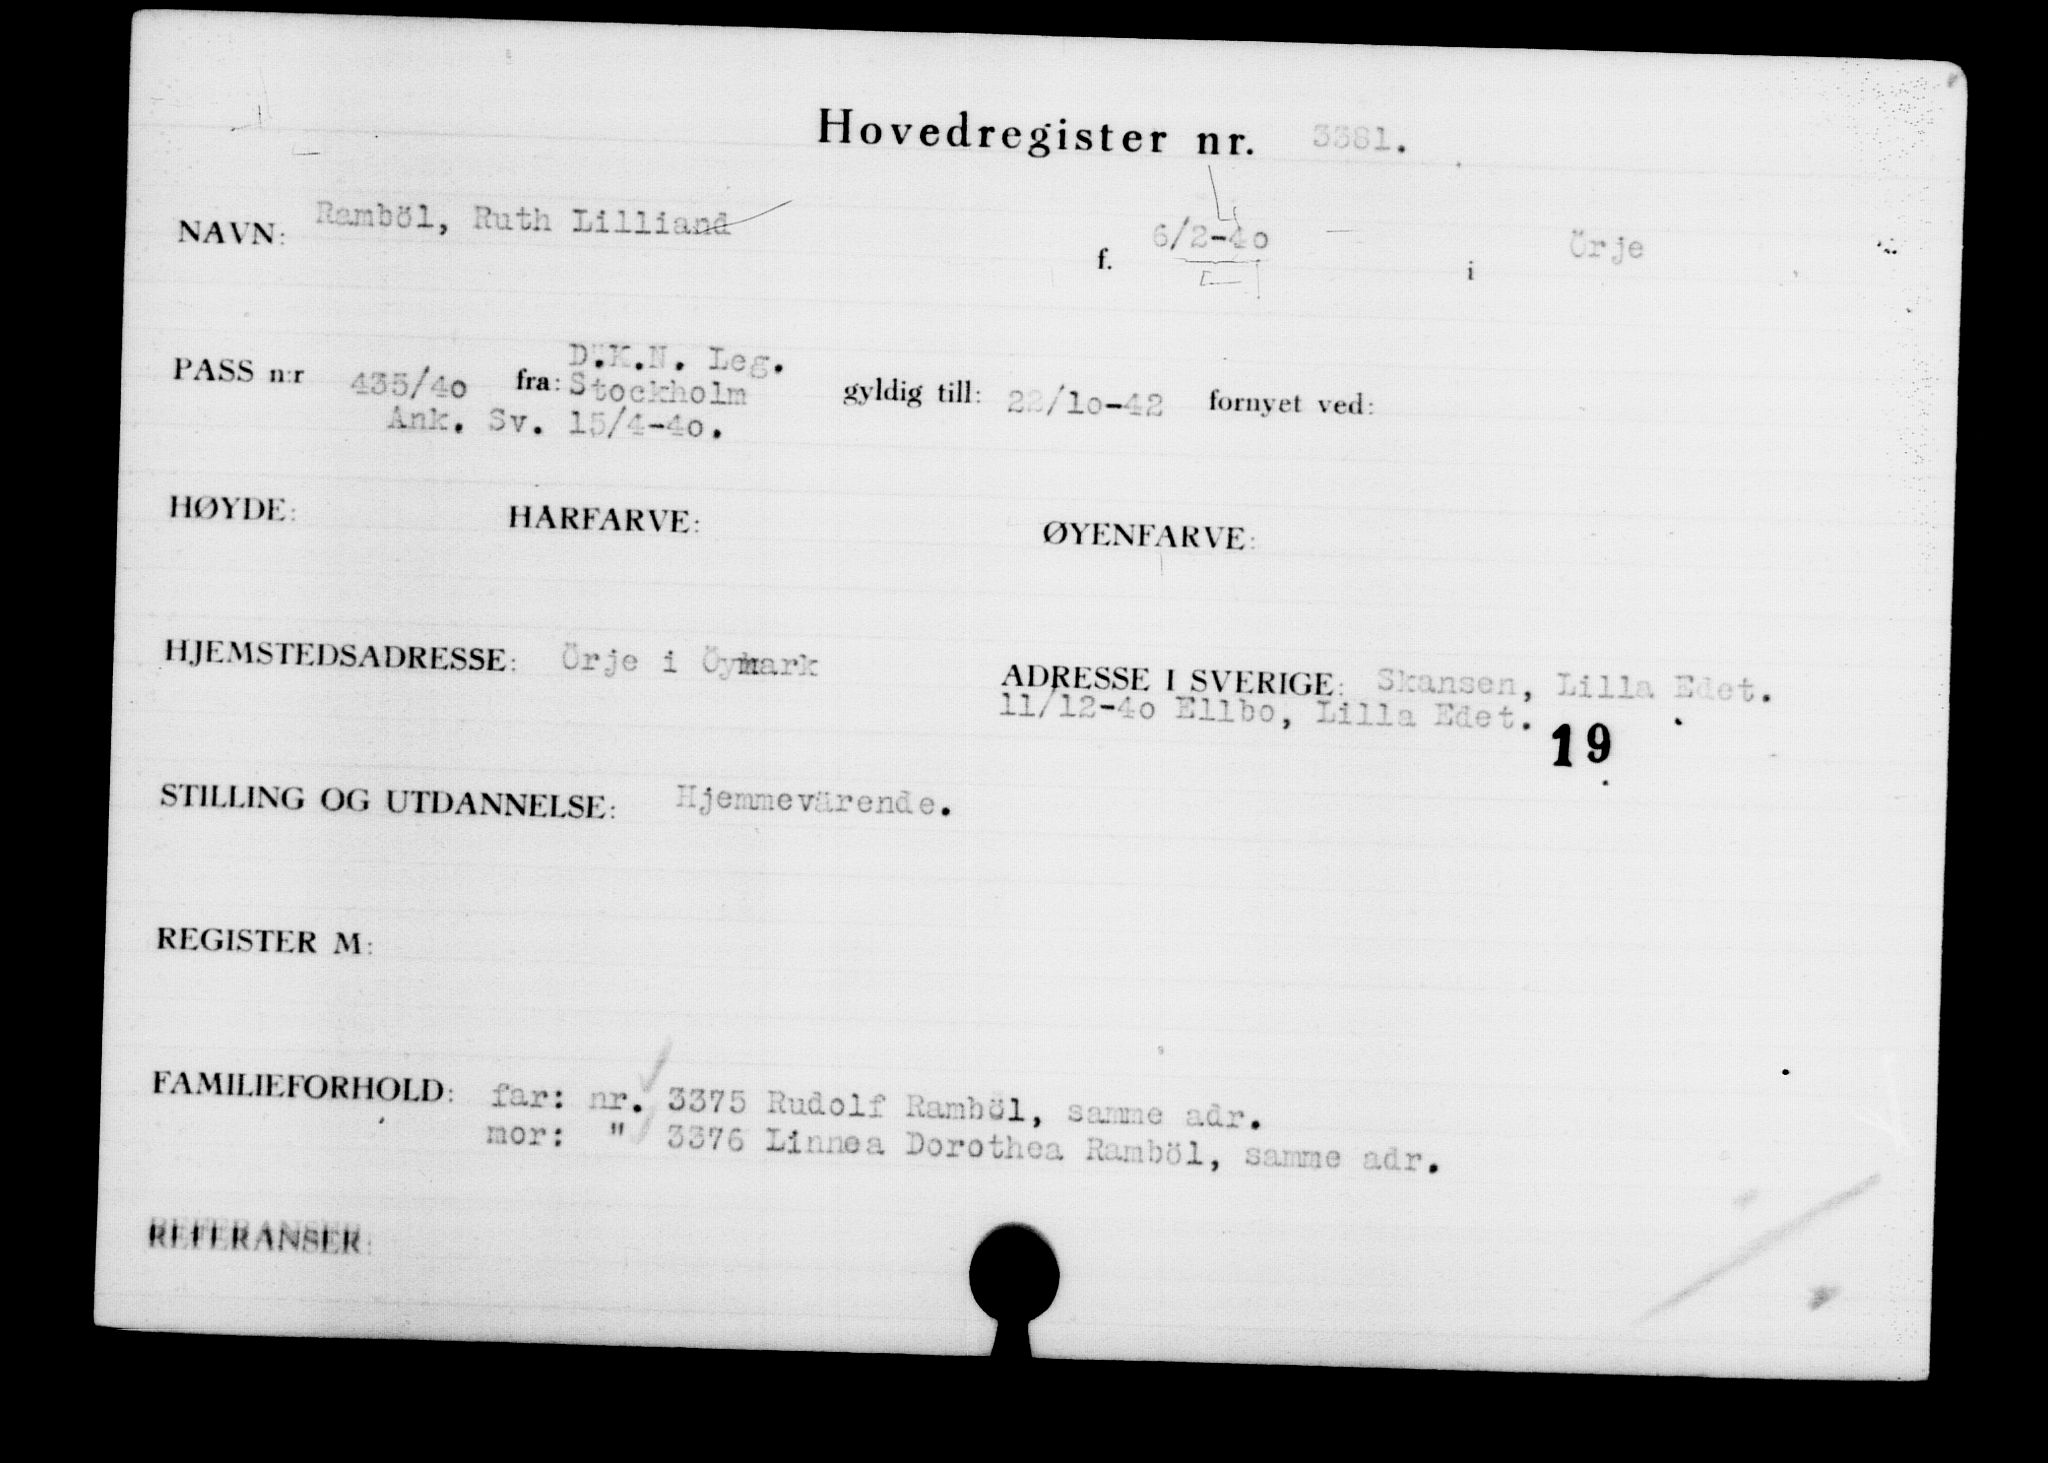 Hovedregister nr. 3381.
NAVN: Ramböl, Ruth Lilliand f. 6/2-4o i Örje
D.K.N. Leg.
PASS n:r 435/4o fra: Stockholm gyldig till: 22/1o-42 fornyet ved:
Ank. Sv. 15/4-4o.
HØYDE: HÅRFARVE: ØYENFARVE:
HJEMSTEDSADRESSE: Örje i Öymark ADRESSE I SVERIGE: Skansen, Lilla Edet.
11/12-4o Ellbo, Lilla Edet.
19
STILLING OG UTDANNELSE: Hjemmevärende.
REGISTER M:
FAMILIEFORHOLD: far: nr. 3375 Rudolf Ramböl, samme adr.
mor: " 3376 Linnea Dorothea Ramböl, samme adr.
REFERANSER: